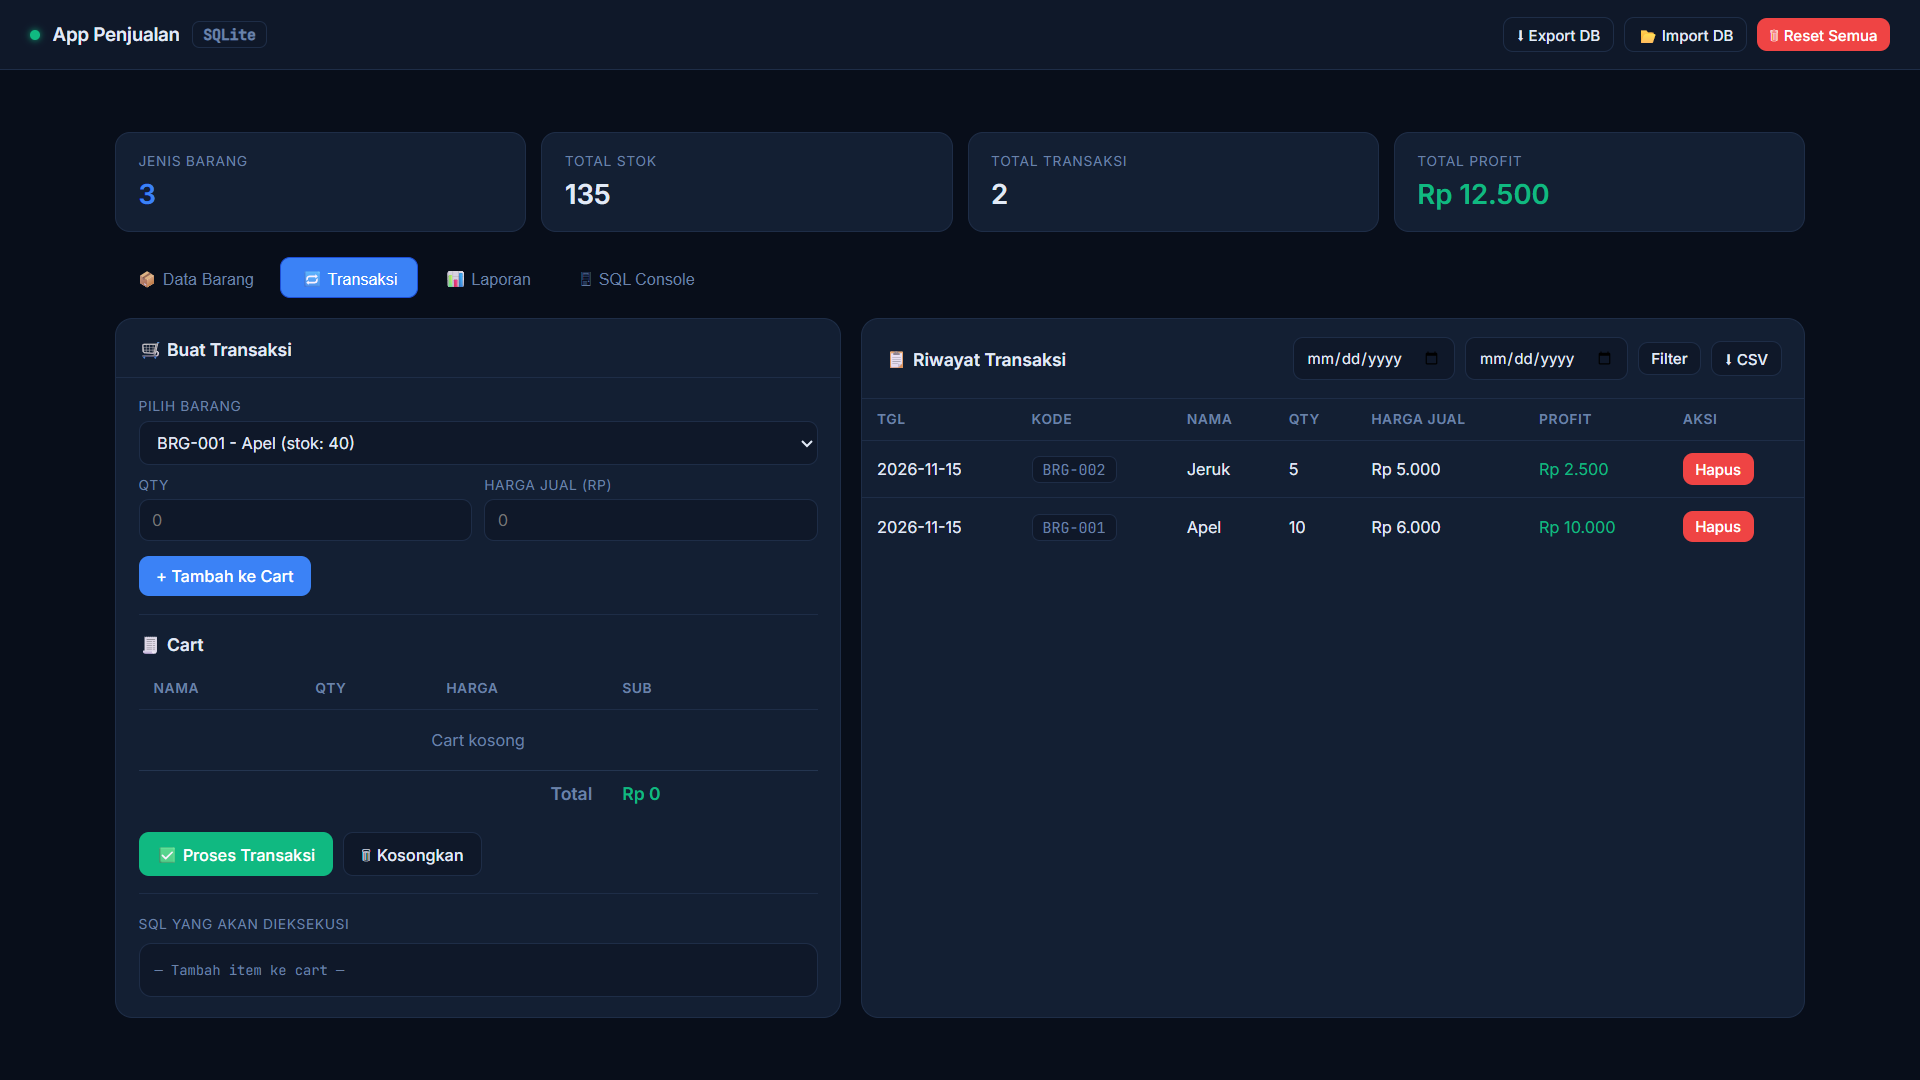 App Penjualan SQLite
⬇ Export DB 📂 Import DB 🗑 Reset Semua
JENIS BARANG
3
TOTAL STOK
135
TOTAL TRANSAKSI
2
TOTAL PROFIT
Rp 12.500
📦 Data Barang 🔁 Transaksi 📊 Laporan 🖥 SQL Console
🛒 Buat Transaksi
PILIH BARANG
BRG-001 - Apel (stok: 40)
QTY HARGA JUAL (RP)
0 0
+ Tambah ke Cart
🧾 Cart
NAMA QTY HARGA SUB
Cart kosong
Total Rp 0
✅ Proses Transaksi 🗑 Kosongkan
SQL YANG AKAN DIEKSEKUSI
— Tambah item ke cart —
📋 Riwayat Transaksi mm/dd/yyyy mm/dd/yyyy Filter ⬇ CSV
TGL KODE NAMA QTY HARGA JUAL PROFIT AKSI
2026-11-15 BRG-002 Jeruk 5 Rp 5.000 Rp 2.500 Hapus
2026-11-15 BRG-001 Apel 10 Rp 6.000 Rp 10.000 Hapus